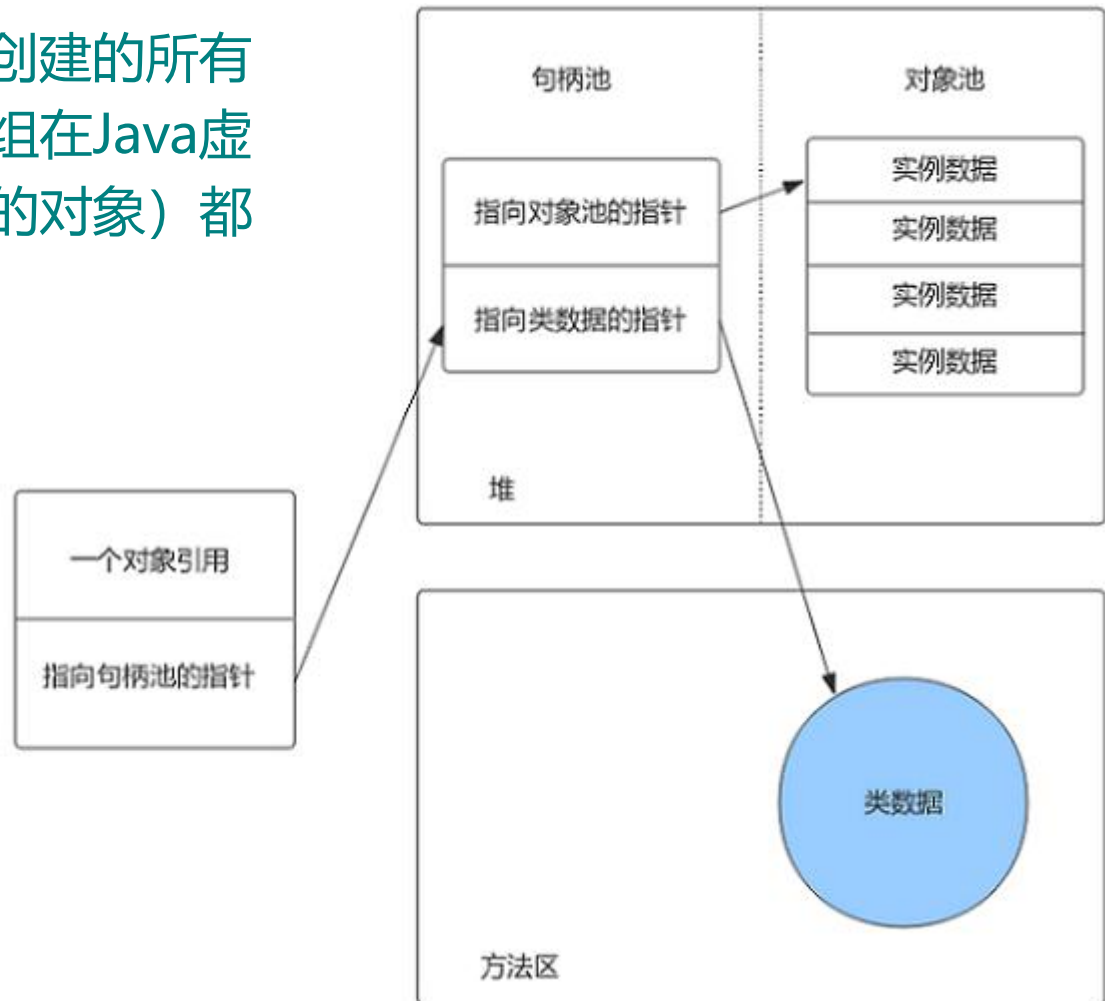 创建的所有
组在Java虚
的对象）都
句柄池
对象池
指向对象池的指针
指向类数据的指针
实例数据
实例数据
实例数据
实例数据
堆
一个对象引用
指向句柄池的指针
类数据
方法区